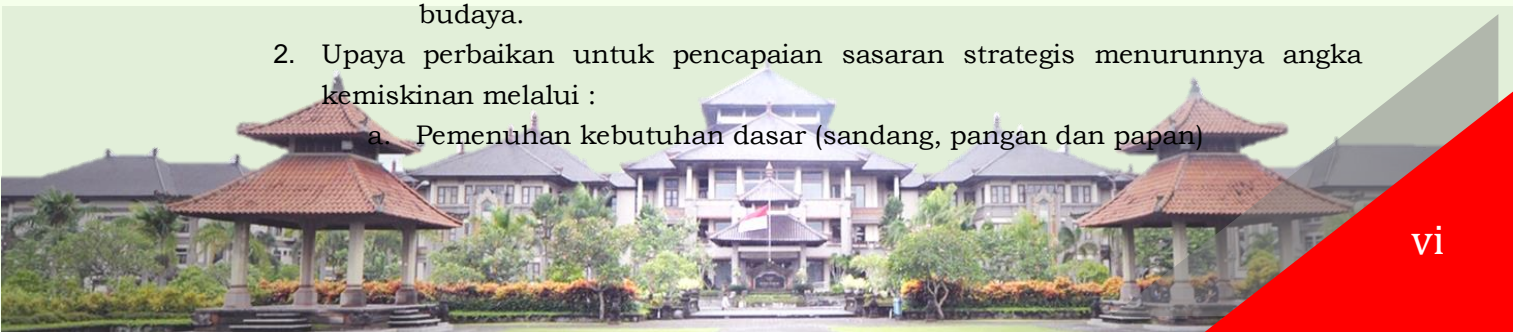 budaya.
2. Upaya perbaikan untuk pencapaian sasaran strategis menurunnya angka
kemiskinan melalui :
a. Pemenuhan kebutuhan dasar (sandang, pangan dan papan)
vi